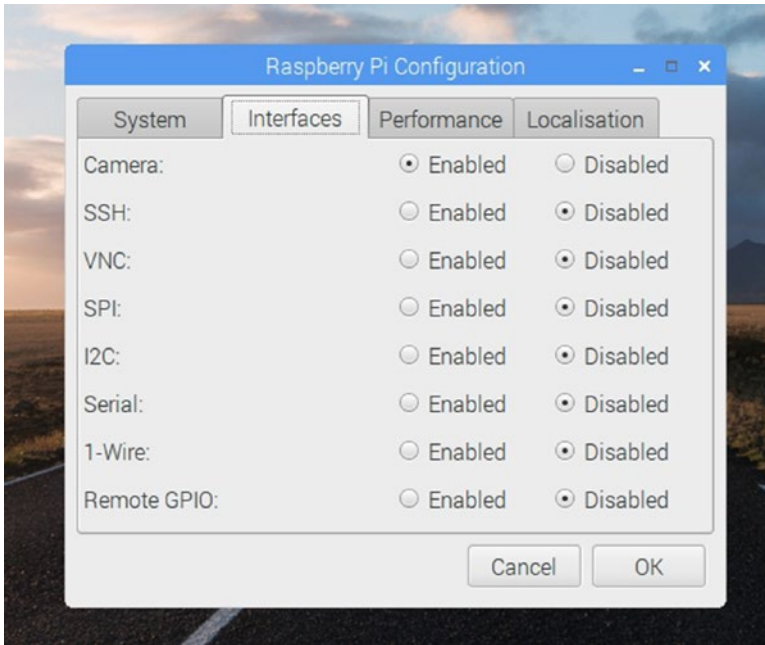 Raspberry Pi Configuration
System Interfaces Performance Localisation
Camera: Enabled Disabled
SSH: Enabled Disabled
VNC: Enabled Disabled
SPI: Enabled Disabled
I2C: Enabled Disabled
Serial: Enabled Disabled
1-Wire: Enabled Disabled
Remote GPIO: Enabled Disabled
Cancel OK